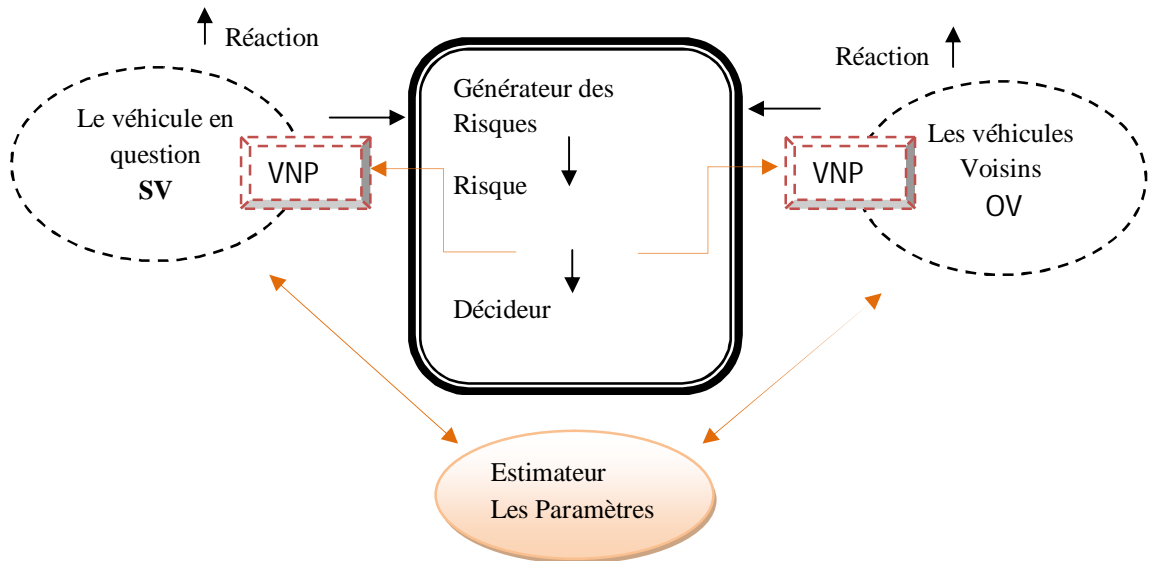 Réaction
Le véhicule en
question
SV
VNP
Générateur des
Risques
Risque
Décideur
Réaction
VNP
Les véhicules
Voisins
OV
Estimateur
Les Paramètres